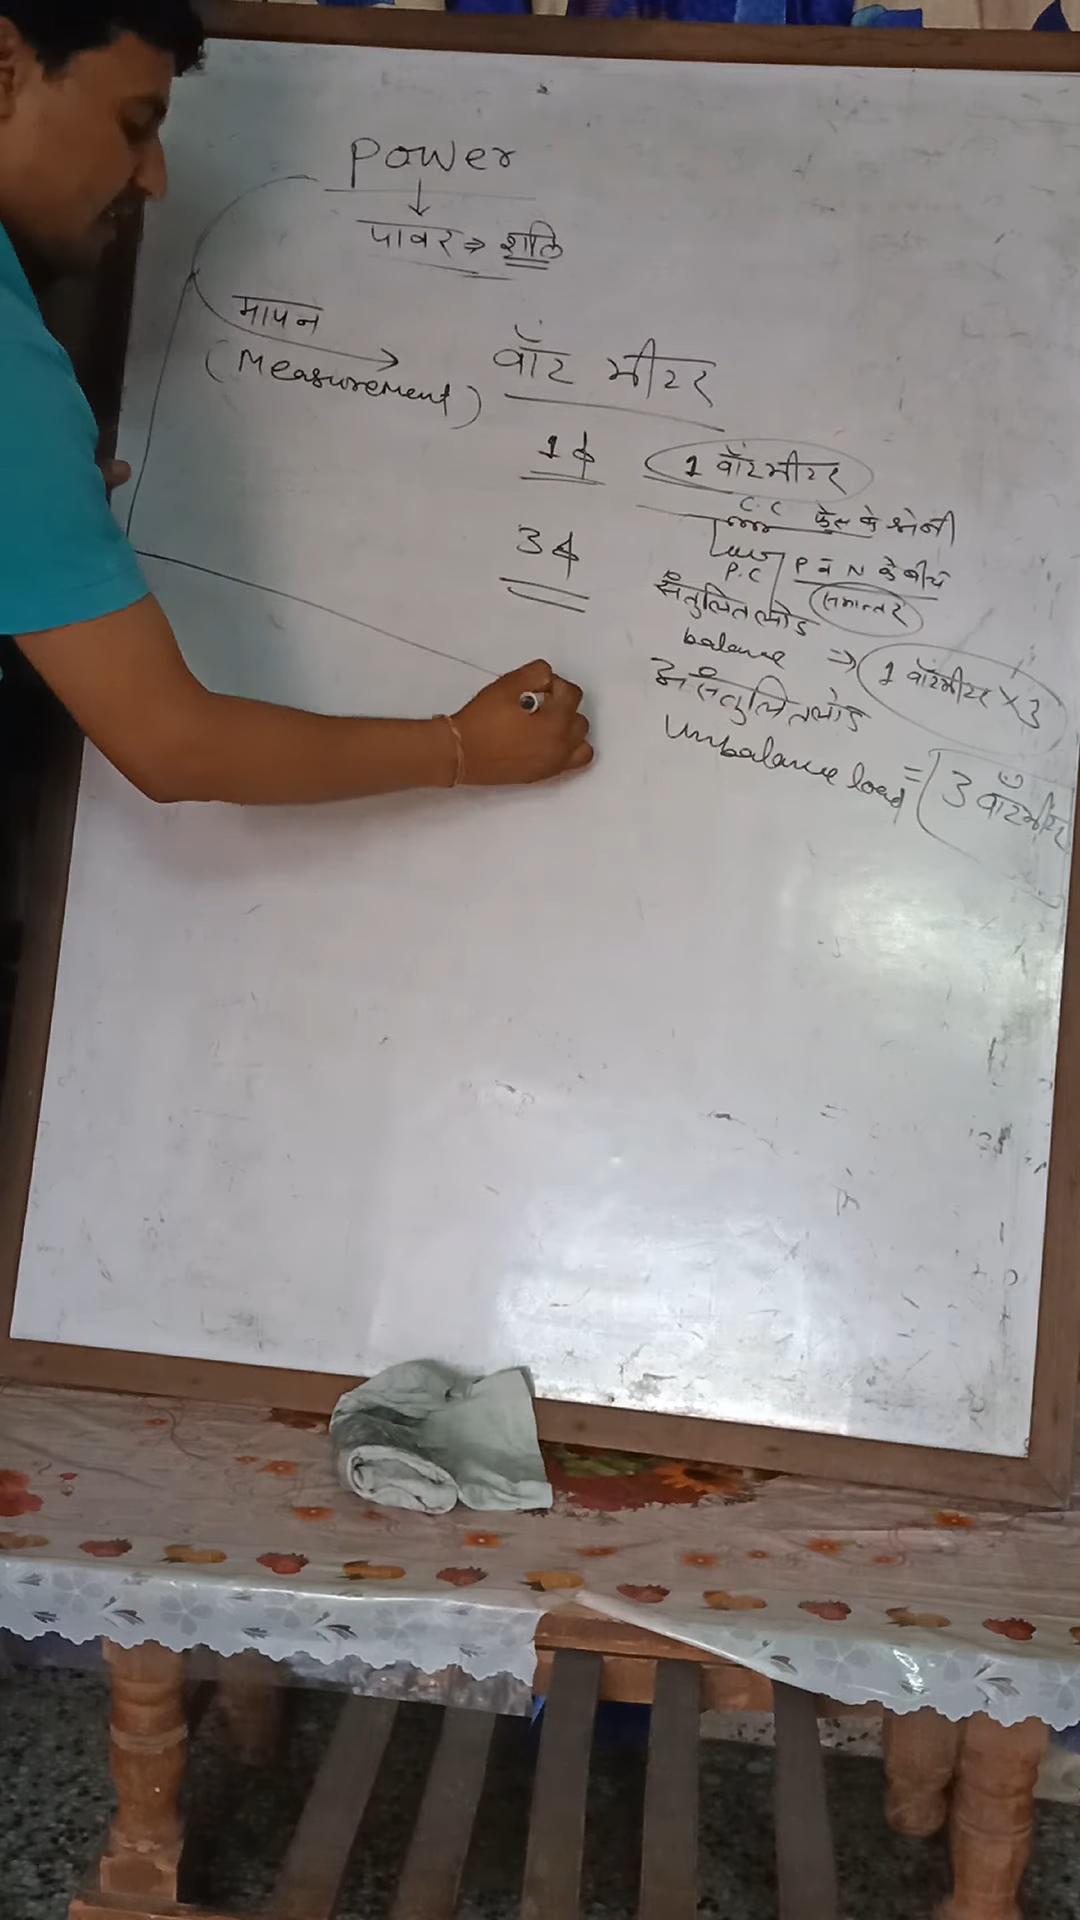 Power
पावर ⇒ शक्ति
मापन
(Measurement)
वॉट मीटर
1ϕ
1 वॉटमीटर
C.C फेस के श्रेणी
P.C P व N के बीच
समान्तर
3ϕ
संतुलित लोड
balance ⇒ 1 वॉटमीटर × 3
असंतुलित लोड
Unbalance load = 3 वॉटमीटर